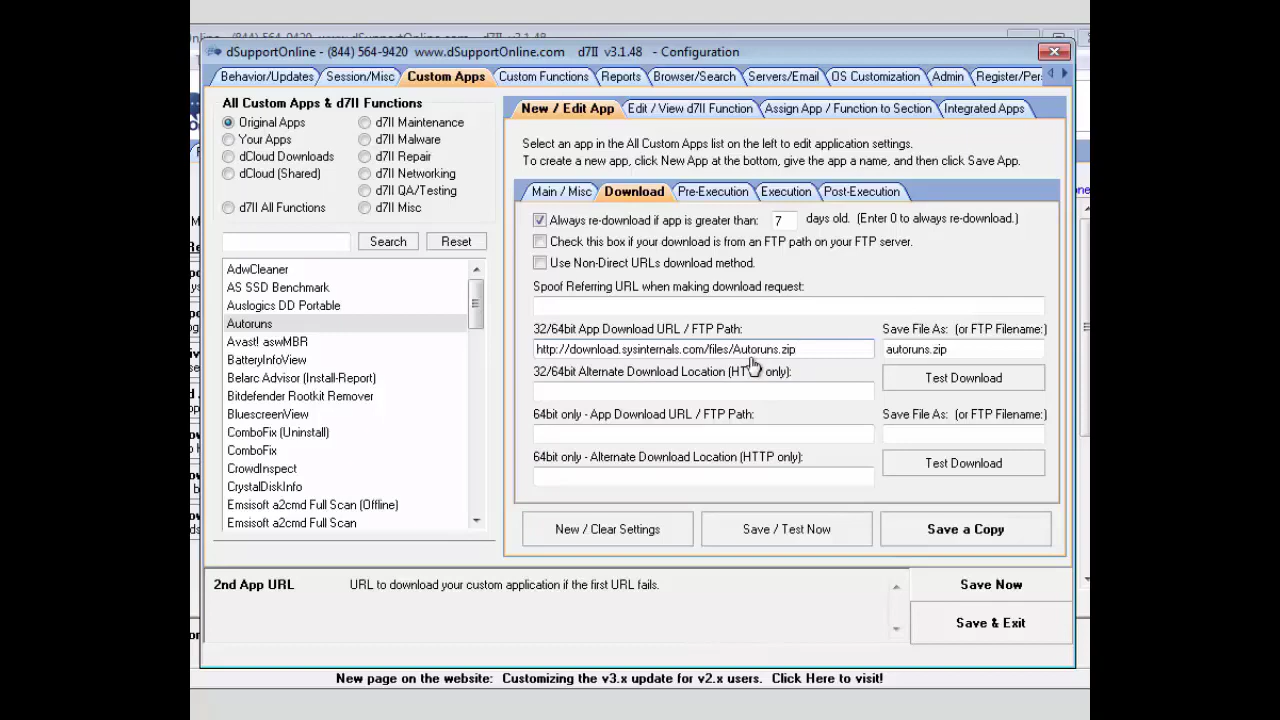 dSupportOnline - (844) 564-9420 www.dSupportOnline.com d7II v3.1.48 - Configuration
Behavior/Updates Session/Misc Custom Apps Custom Functions Reports Browser/Search Servers/Email OS Customization Admin Register/Per
All Custom Apps & d7II Functions
Original Apps d7II Maintenance
Your Apps d7II Malware
dCloud Downloads d7II Repair
dCloud (Shared) d7II Networking
d7II QA/Testing
d7II All Functions d7II Misc
Search Reset
AdwCleaner
AS SSD Benchmark
Auslogics DD Portable
Autoruns
Avast! aswMBR
BatteryInfoView
Belarc Advisor (Install-Report)
Bitdefender Rootkit Remover
BluescreenView
ComboFix (Uninstall)
ComboFix
CrowdInspect
CrystalDiskInfo
Emsisoft a2cmd Full Scan (Offline)
Emsisoft a2cmd Full Scan
New / Edit App Edit / View d7II Function Assign App / Function to Section Integrated Apps
Select an app in the All Custom Apps list on the left to edit application settings.
To create a new app, click New App at the bottom, give the app a name, and then click Save App.
Main / Misc Download Pre-Execution Execution Post-Execution
Always re-download if app is greater than: 7 days old. (Enter 0 to always re-download.)
Check this box if your download is from an FTP path on your FTP server.
Use Non-Direct URLs download method.
Spoof Referring URL when making download request:
32/64bit App Download URL / FTP Path: Save File As: (or FTP Filename:)
http://download.sysinternals.com/files/Autoruns.zip autoruns.zip
32/64bit Alternate Download Location (HTTP only): Test Download
64bit only - App Download URL / FTP Path: Save File As: (or FTP Filename:)
64bit only - Alternate Download Location (HTTP only): Test Download
New / Clear Settings Save / Test Now Save a Copy
2nd App URL URL to download your custom application if the first URL fails. Save Now
Save & Exit
New page on the website: Customizing the v3.x update for v2.x users. Click Here to visit!